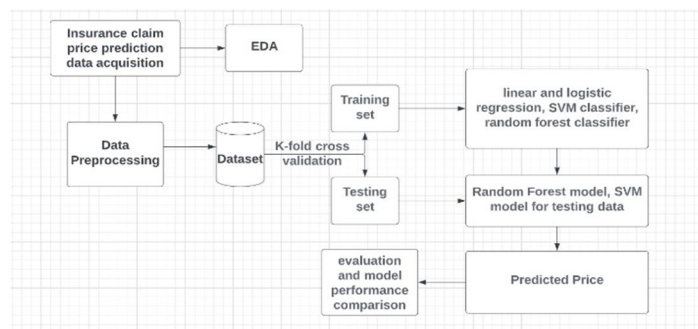 Insurance claim
price prediction
data acquisition
EDA
Data
Preprocessing
Dataset
K-fold cross
validation
Training
set
Testing
set
linear and logistic
regression, SVM classifier,
random forest classifier
Random Forest model, SVM
model for testing data
Predicted Price
evaluation
and model
performance
comparison